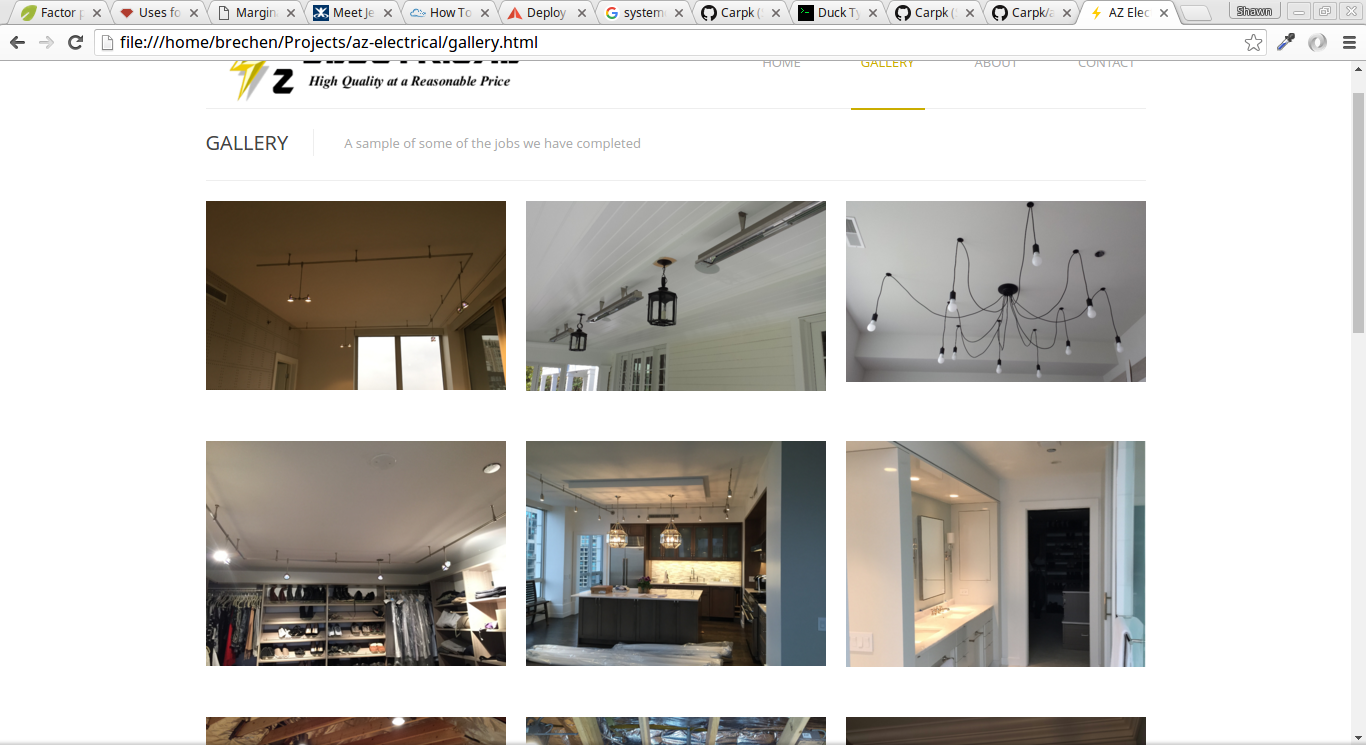 Factor p
Uses fo
Margin
Meet Je
How To
Deploy
system
Carpk (
Duck Ty
Carpk (
Carpk/a
AZ Elec
Shawn
file:///home/brechen/Projects/az-electrical/gallery.html
HOME
GALLERY
ABOUT
CONTACT
Z
High Quality at a Reasonable Price
GALLERY
A sample of some of the jobs we have completed